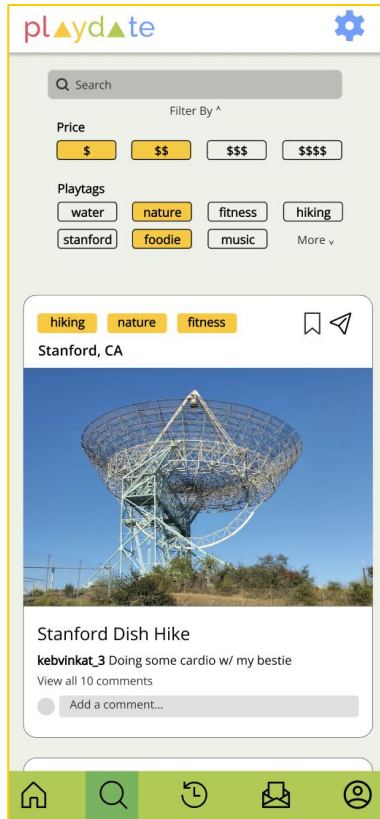 playdate
Search
Filter By ^
Price
$ $$ $$$ $$$$
Playtags
water nature fitness hiking
stanford foodie music More v
hiking nature fitness
Stanford, CA
Stanford Dish Hike
kebvinkat_3 Doing some cardio w/ my bestie
View all 10 comments
Add a comment...